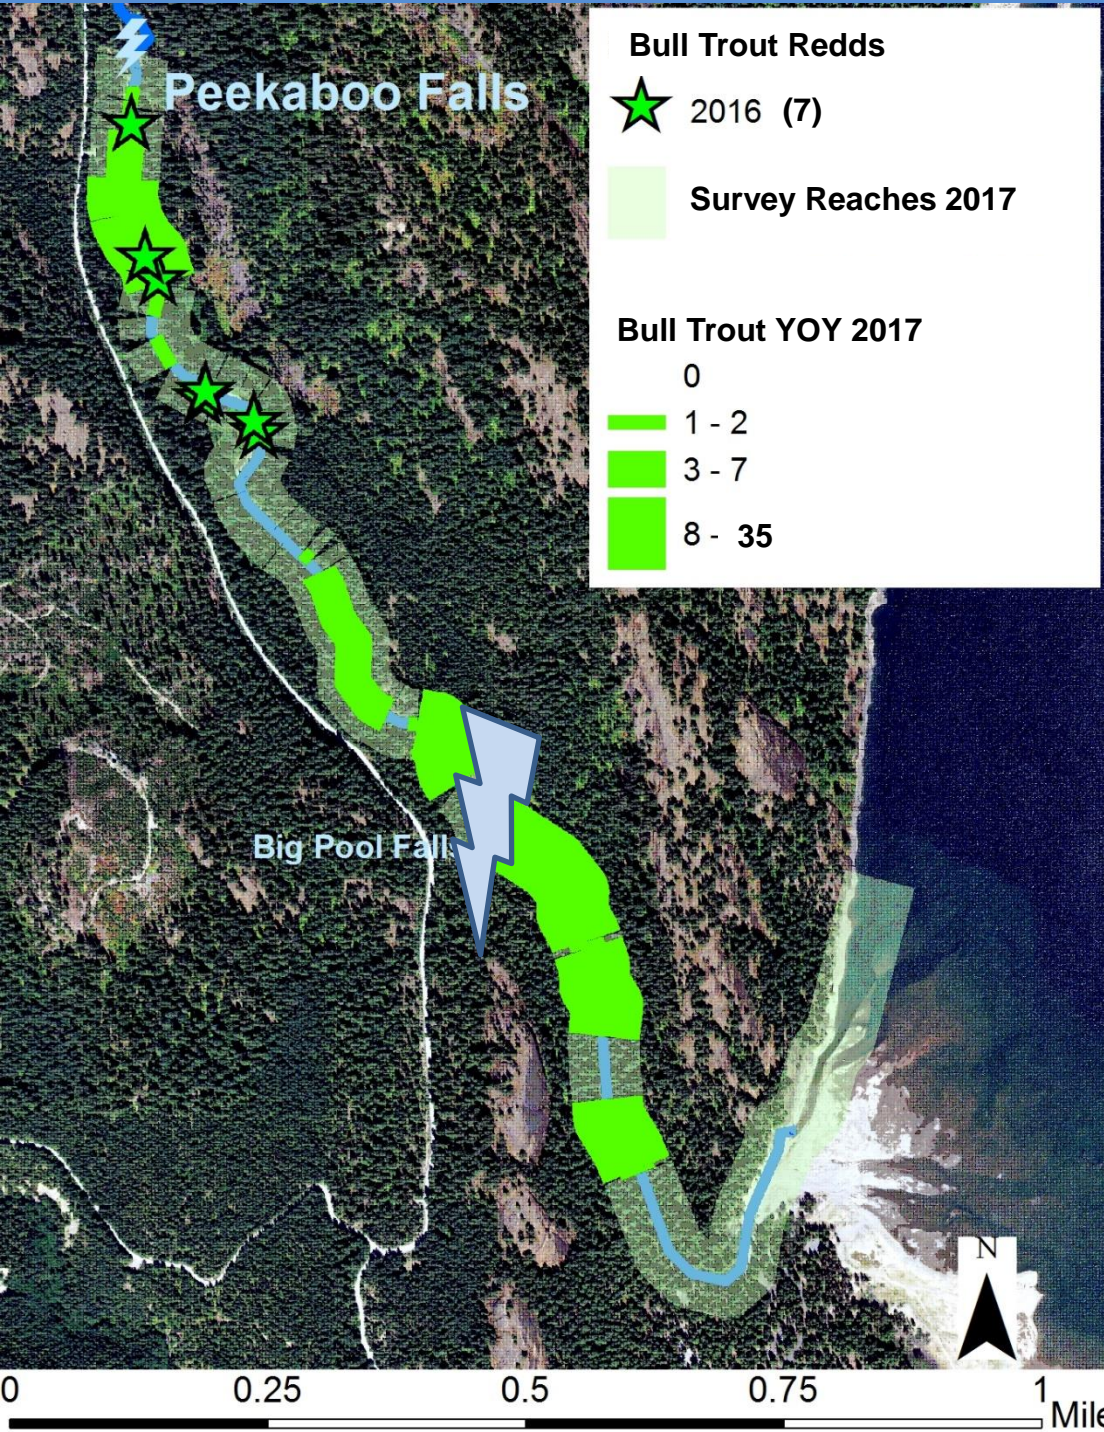 Peekaboo Falls
Bull Trout Redds
2016 (7)
Survey Reaches 2017
Bull Trout YOY 2017
0
1 - 2
3 - 7
8 - 35
Big Pool Falls
N
0 0.25 0.5 0.75 1
Mile